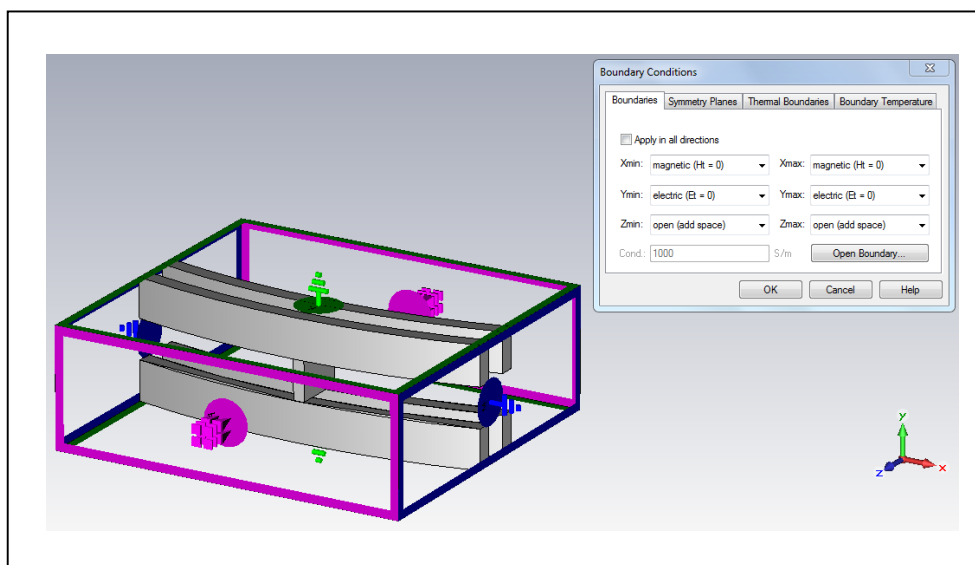 Boundary Conditions
Boundaries Symmetry Planes Thermal Boundaries Boundary Temperature
Apply in all directions
Xmin: magnetic (Ht = 0) Xmax: magnetic (Ht = 0)
Ymin: electric (Et = 0) Ymax: electric (Et = 0)
Zmin: open (add space) Zmax: open (add space)
Cond.: 1000 S/m Open Boundary...
OK Cancel Help
y
z x